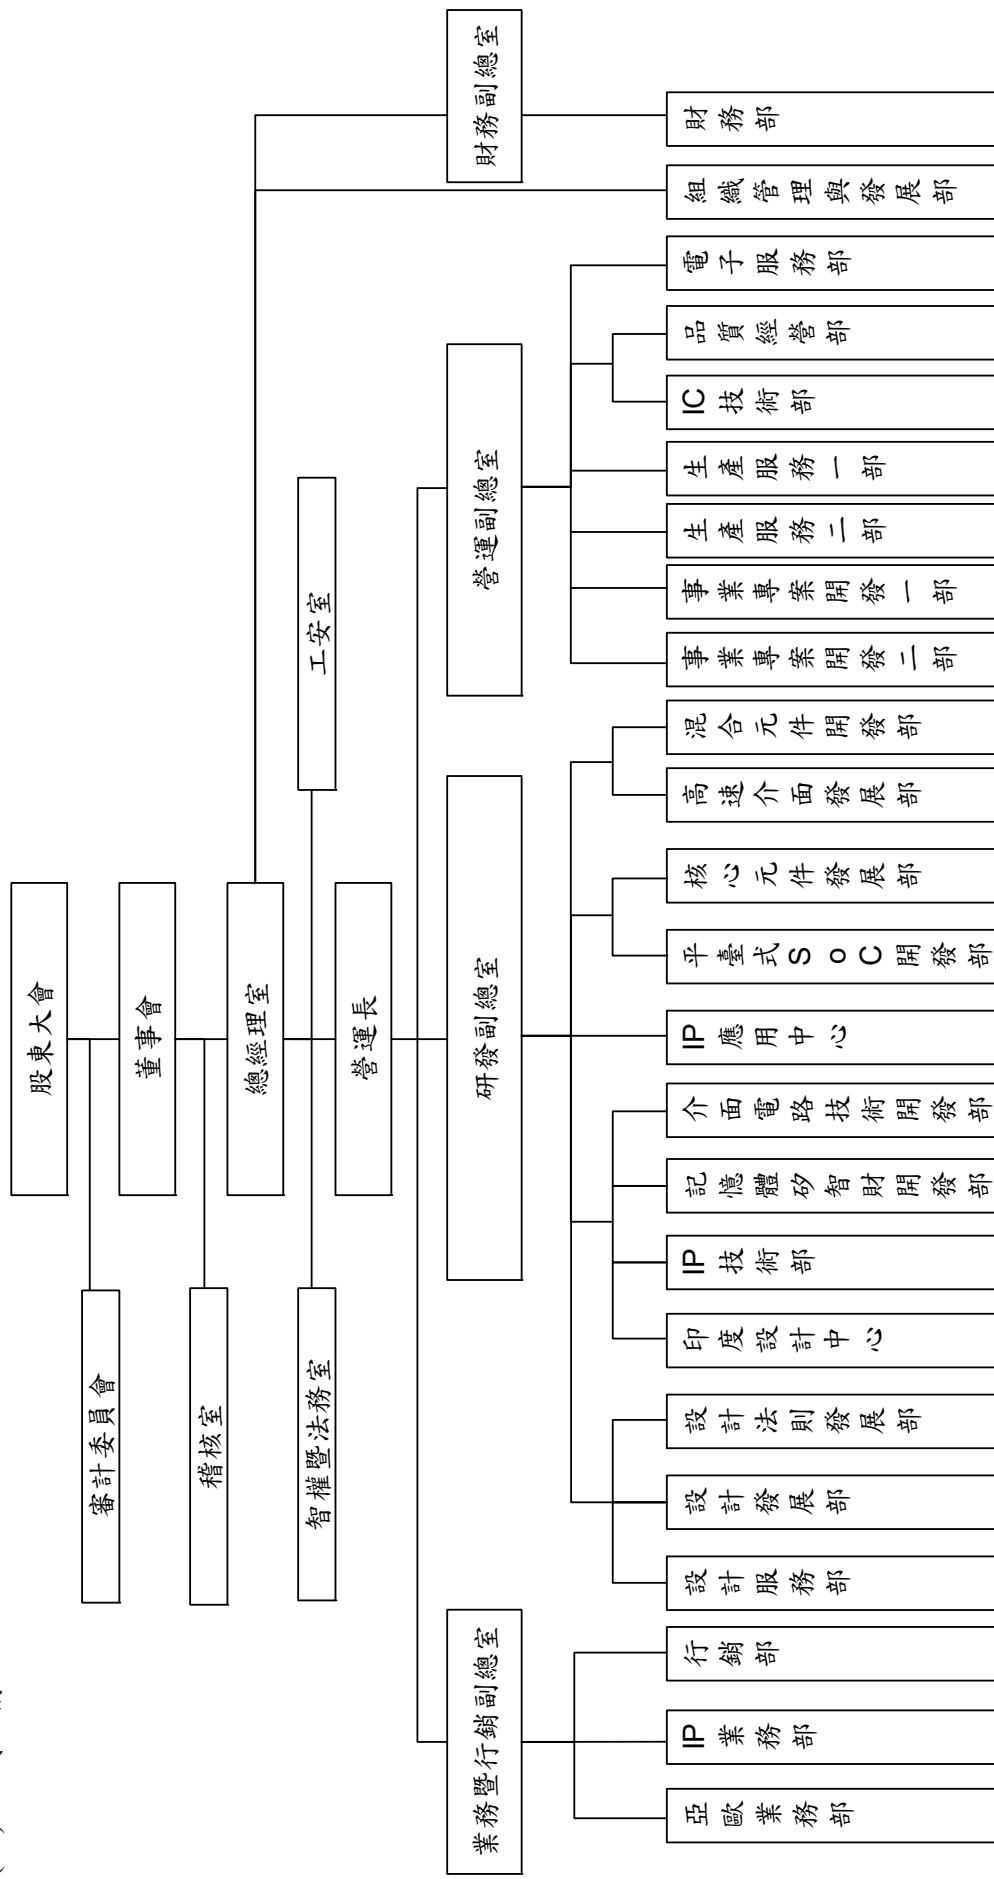 股東大會
審計委員會
董事會
稽核室
總經理室
智權暨法務室
工安室
營運長
業務暨行銷副總室
研發副總室
營運副總室
財務副總室
亞歐業務部
IP業務部
行銷部
設計服務部
設計發展部
設計法則發展部
印度設計中心
IP技術部
記憶體矽智財開發部
介面電路技術開發部
IP應用中心
平臺式SoC開發部
核心元件發展部
高速介面發展部
混合元件開發部
事業專案開發二部
事業專案開發一部
生產服務二部
生產服務一部
IC技術部
品質經營部
電子服務部
組織管理與發展部
財務部